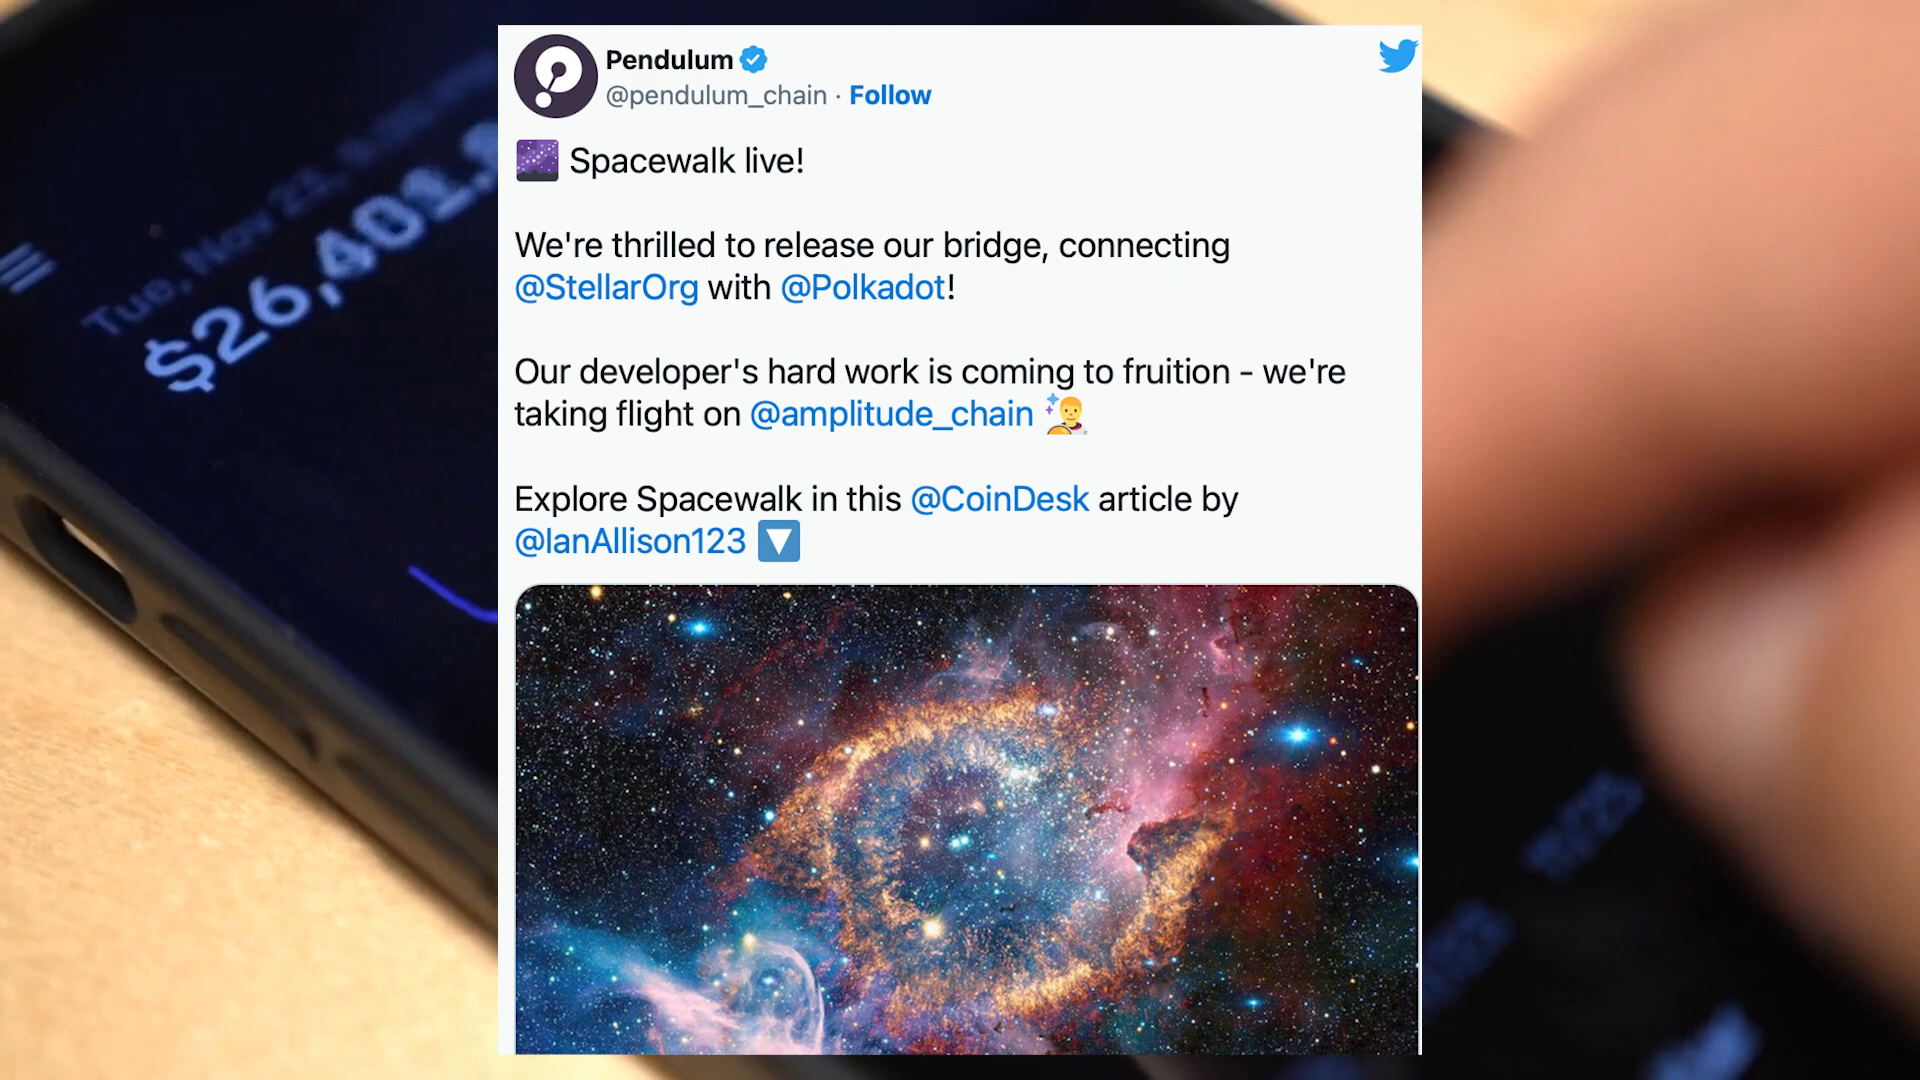 Pendulum
@pendulum_chain · Follow
Spacewalk live!
We're thrilled to release our bridge, connecting
@StellarOrg with @Polkadot!
Our developer's hard work is coming to fruition - we're
taking flight on @amplitude_chain
Explore Spacewalk in this @CoinDesk article by
@IanAllison123
Tue, Nov 23,
$26,401.